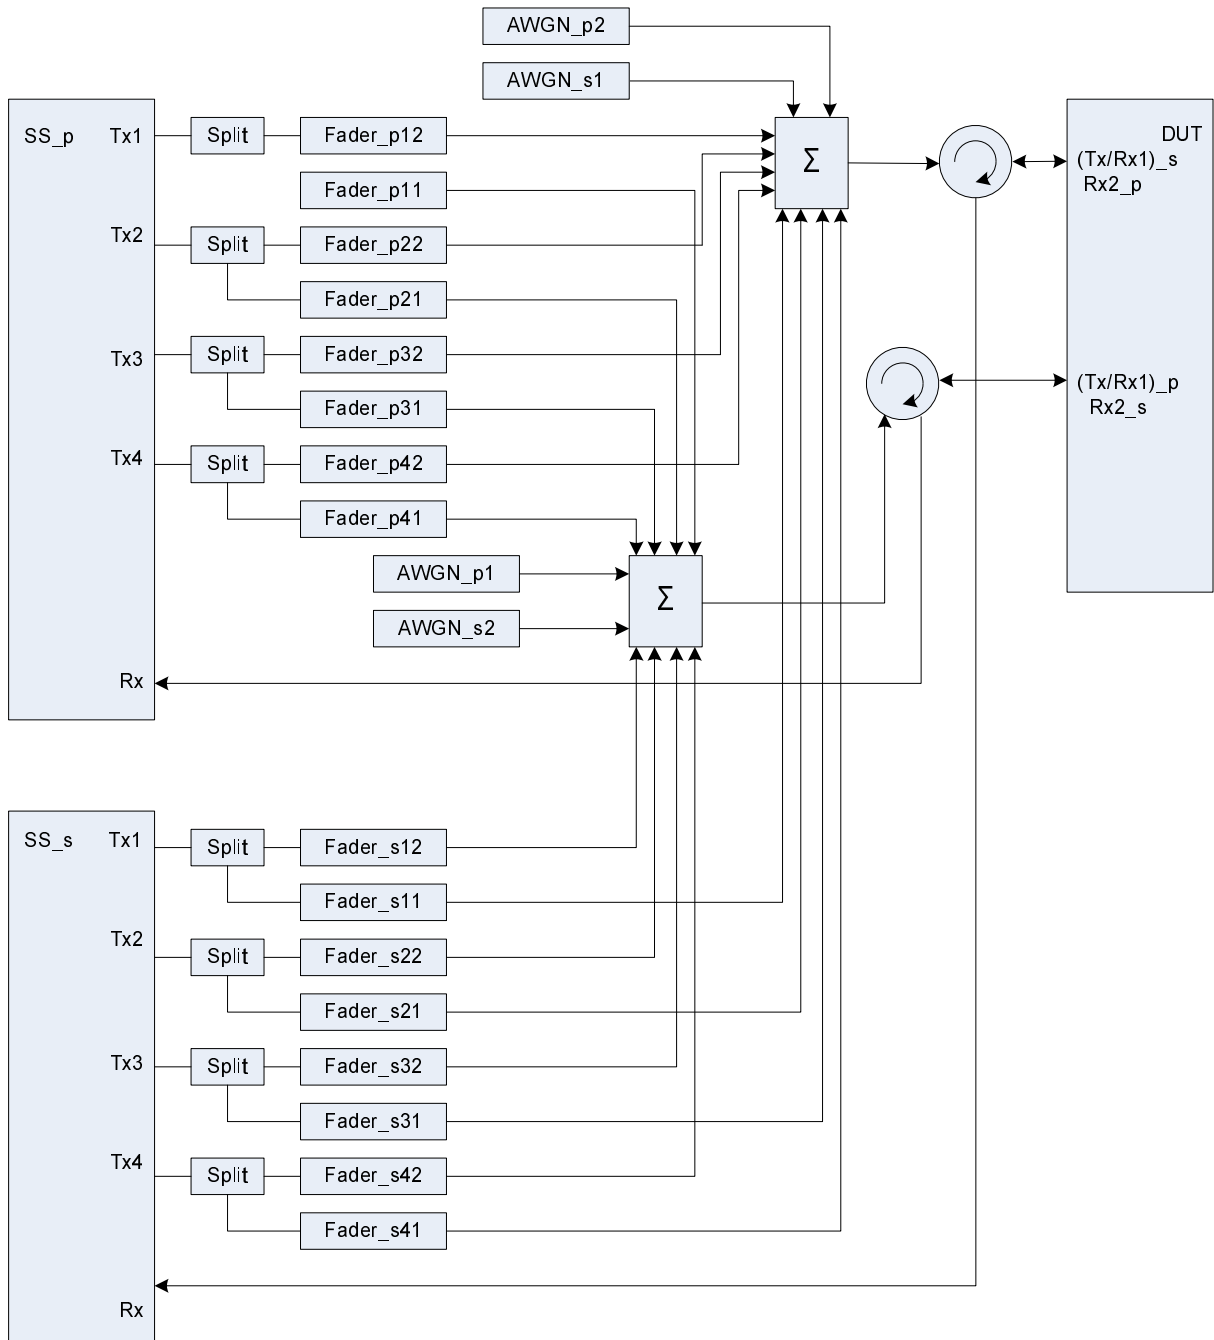 AWGN_p2
AWGN_s1
SS_p
Tx1
Split
Fader_p12
Σ
DUT
(Tx/Rx1)_s
Rx2_p
Fader_p11
Tx2
Split
Fader_p22
Fader_p21
Tx3
Split
Fader_p32
(Tx/Rx1)_p
Rx2_s
Fader_p31
Tx4
Split
Fader_p42
Fader_p41
AWGN_p1
Σ
AWGN_s2
Rx
SS_s
Tx1
Split
Fader_s12
Fader_s11
Tx2
Split
Fader_s22
Fader_s21
Tx3
Split
Fader_s32
Fader_s31
Tx4
Split
Fader_s42
Fader_s41
Rx